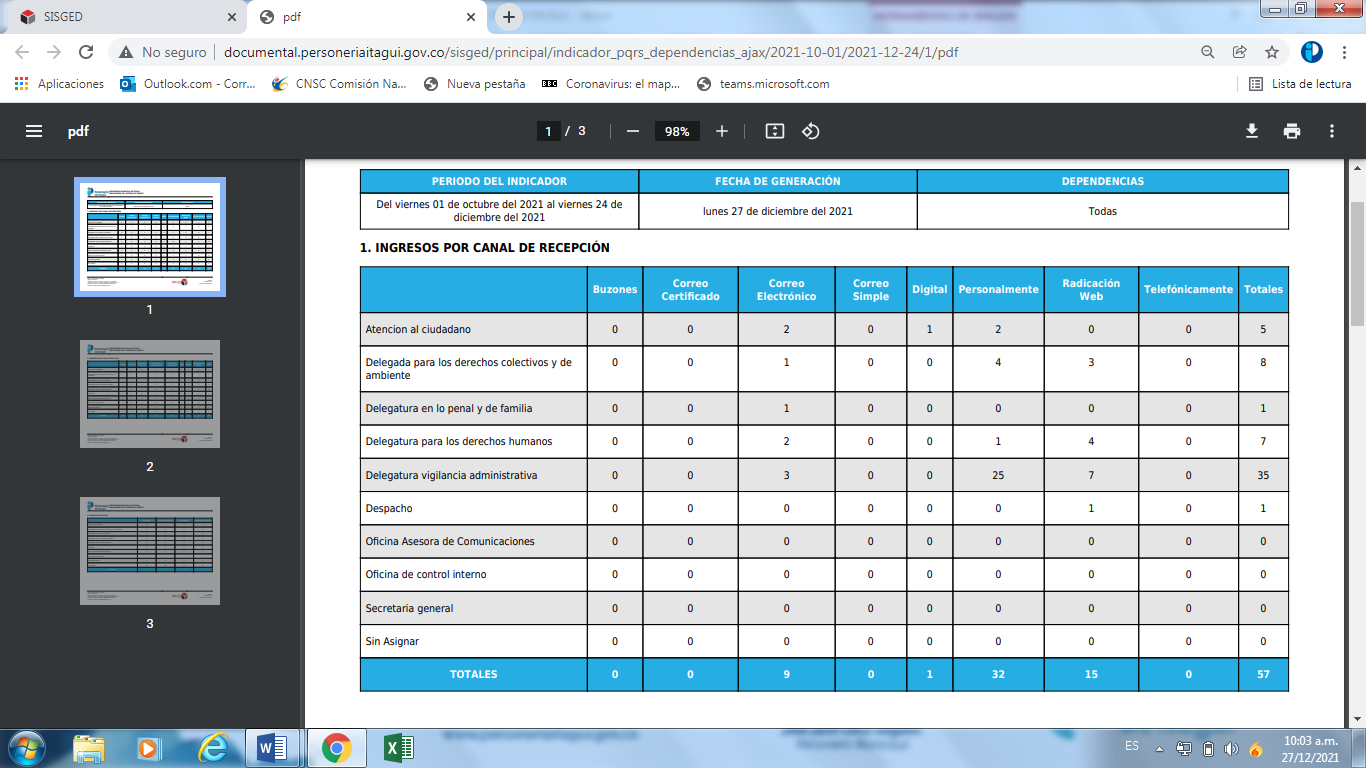 SISGED
pdf
No seguro
documental.personeriaitagui.gov.co/sisged/principal/indicador_pqrs_dependencias_ajax/2021-10-01/2021-12-24/1/pdf
Aplicaciones
Outlook.com - Corr...
CNSC Comisión Na...
Nueva pestaña
BBC
Coronavirus: el map...
teams.microsoft.com
Lista de lectura
pdf
1 / 3
98%
1
2
3
PERIODO DEL INDICADOR FECHA DE GENERACIÓN DEPENDENCIAS
Del viernes 01 de octubre del 2021 al viernes 24 de
diciembre del 2021
lunes 27 de diciembre del 2021
Todas
1. INGRESOS POR CANAL DE RECEPCIÓN
Buzones Correo Certificado Correo Electrónico Correo Simple Digital Personalmente Radicación Web Telefónicamente Totales
Atencion al ciudadano 0 0 2 0 1 2 0 0 5
Delegada para los derechos colectivos y de
ambiente
0 0 1 0 0 4 3 0 8
Delegatura en lo penal y de familia 0 0 1 0 0 0 0 0 1
Delegatura para los derechos humanos 0 0 2 0 0 1 4 0 7
Delegatura vigilancia administrativa 0 0 3 0 0 25 7 0 35
Despacho 0 0 0 0 0 0 1 0 1
Oficina Asesora de Comunicaciones 0 0 0 0 0 0 0 0 0
Oficina de control interno 0 0 0 0 0 0 0 0 0
Secretaria general 0 0 0 0 0 0 0 0 0
Sin Asignar 0 0 0 0 0 0 0 0 0
TOTALES 0 0 9 0 1 32 15 0 57
ES
10:03 a.m.
27/12/2021